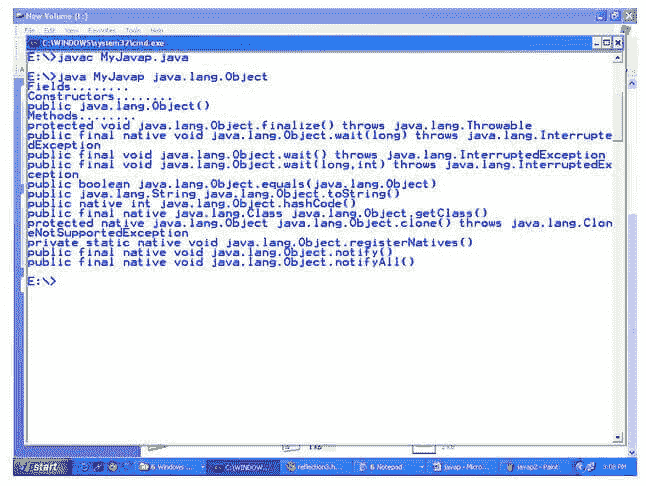 New Volume (E:)
File Edit View Favorites Tools Help
C:\WINDOWS\system32\cmd.exe
E:\>javac MyJavap.java
E:\>java MyJavap java.lang.Object
Fields........
Constructors........
public java.lang.Object()
Methods........
protected void java.lang.Object.finalize() throws java.lang.Throwable
public final native void java.lang.Object.wait(long) throws java.lang.Interrupte
dException
public final void java.lang.Object.wait() throws java.lang.InterruptedException
public final void java.lang.Object.wait(long,int) throws java.lang.InterruptedEx
ception
public boolean java.lang.Object.equals(java.lang.Object)
public java.lang.String java.lang.Object.toString()
public native int java.lang.Object.hashCode()
public final native java.lang.Class java.lang.Object.getClass()
protected native java.lang.Object java.lang.Object.clone() throws java.lang.Clon
eNotSupportedException
private static native void java.lang.Object.registerNatives()
public final native void java.lang.Object.notify()
public final native void java.lang.Object.notifyAll()
E:\>
1 KB
start 6 Windows ... C:\WINDOW... reflection3.h... 6 Notepad javap - Micro... javap2 - Paint PM